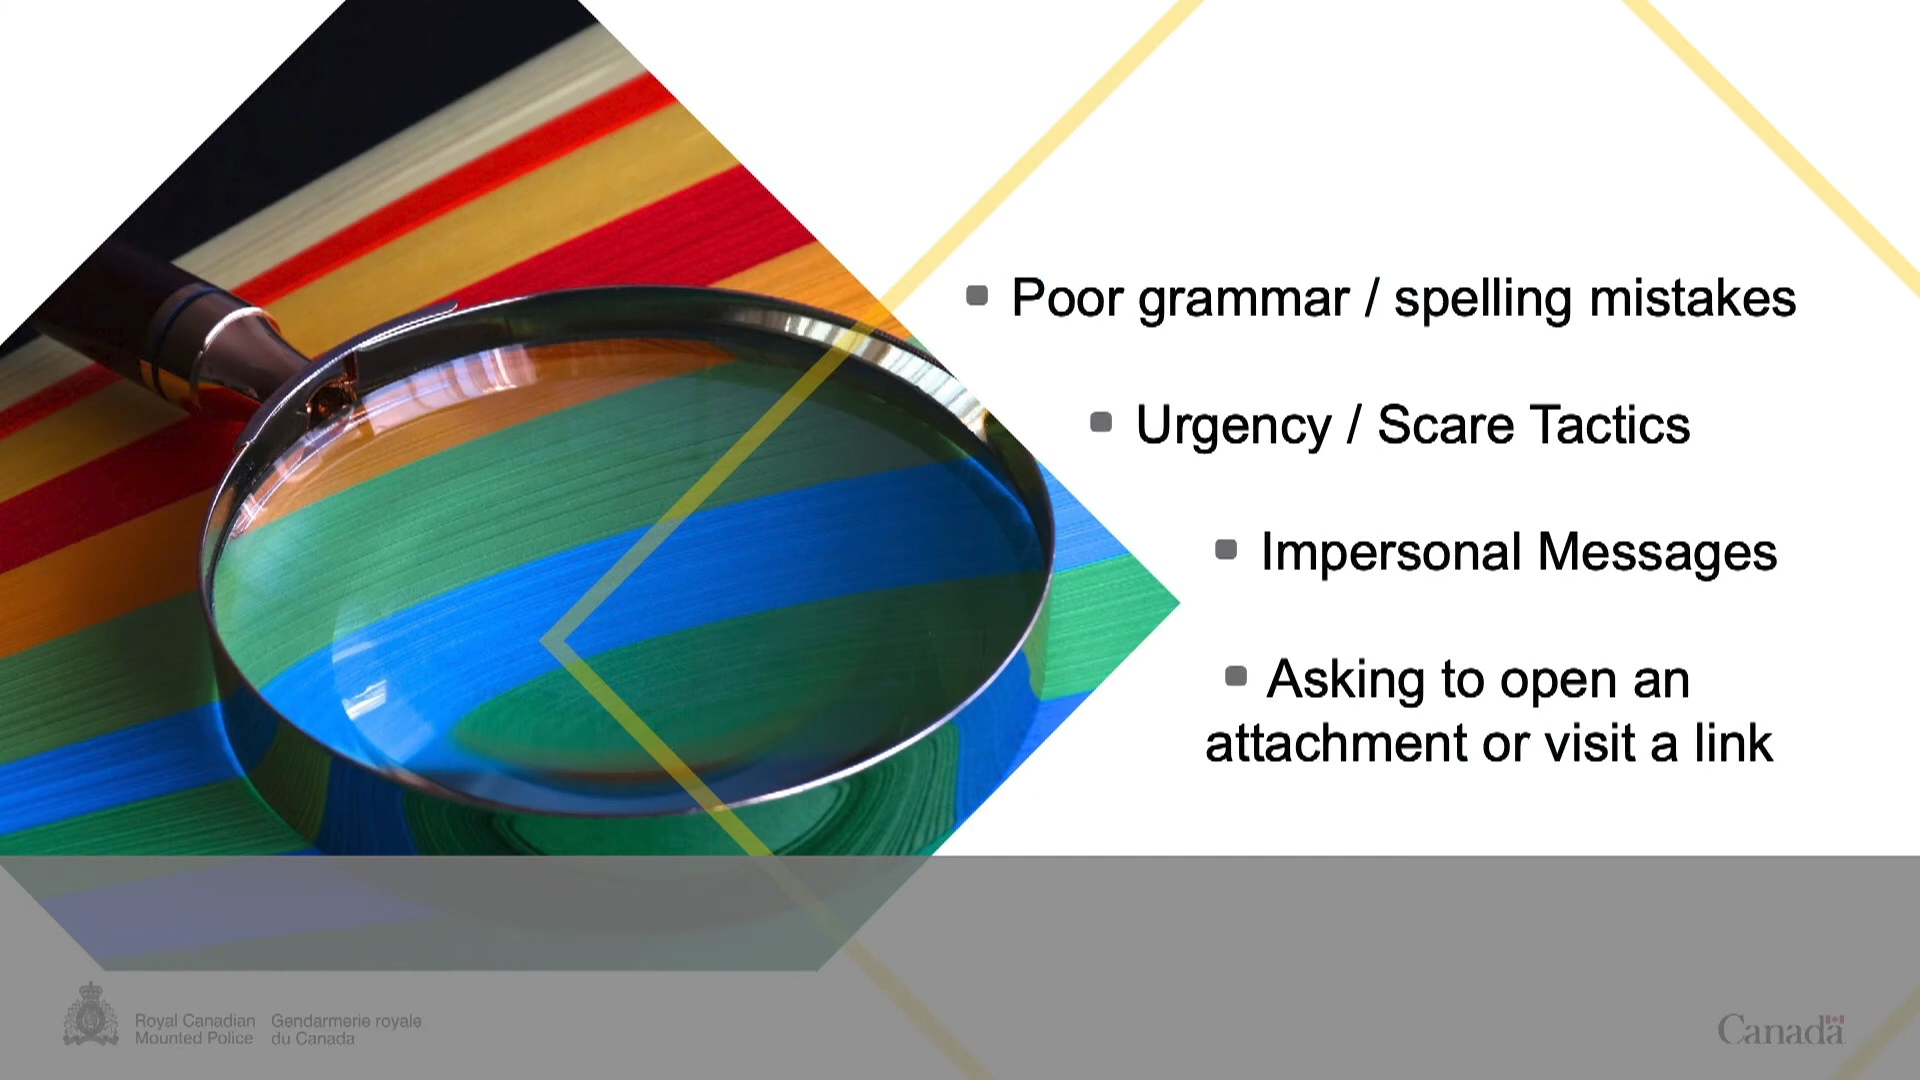 Poor grammar / spelling mistakes
Urgency / Scare Tactics
Impersonal Messages
Asking to open an
attachment or visit a link
Royal Canadian Gendarmerie royale
Mounted Police du Canada
Canada